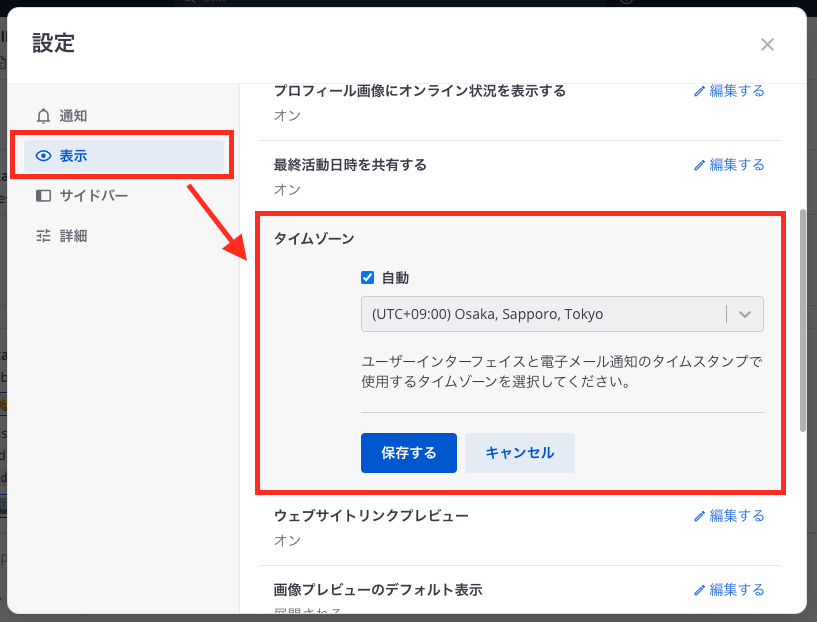 設定
通知
表示
サイドバー
詳細
プロフィール画像にオンライン状況を表示する
編集する
オン
最終活動日時を共有する
編集する
オン
タイムゾーン
自動
(UTC+09:00) Osaka, Sapporo, Tokyo
ユーザーインターフェイスと電子メール通知のタイムスタンプで
使用するタイムゾーンを選択してください。
保存する
キャンセル
ウェブサイトリンクプレビュー
編集する
オン
画像プレビューのデフォルト表示
編集する
展開される